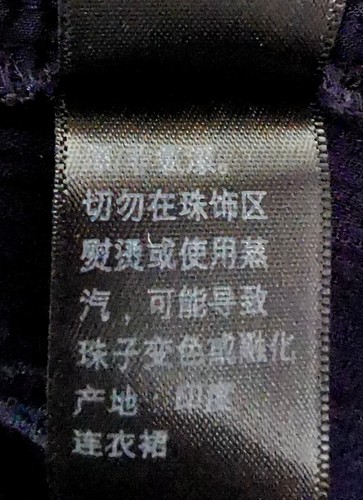 切勿在珠饰区
熨烫或使用蒸
汽，可能导致
珠子变色或融化
产地：印度
连衣裙